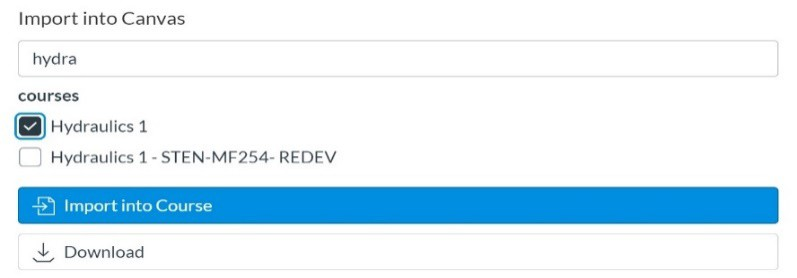 Import into Canvas
hydra
courses
Hydraulics 1
Hydraulics 1 - STEN-MF254- REDEV
Import into Course
Download